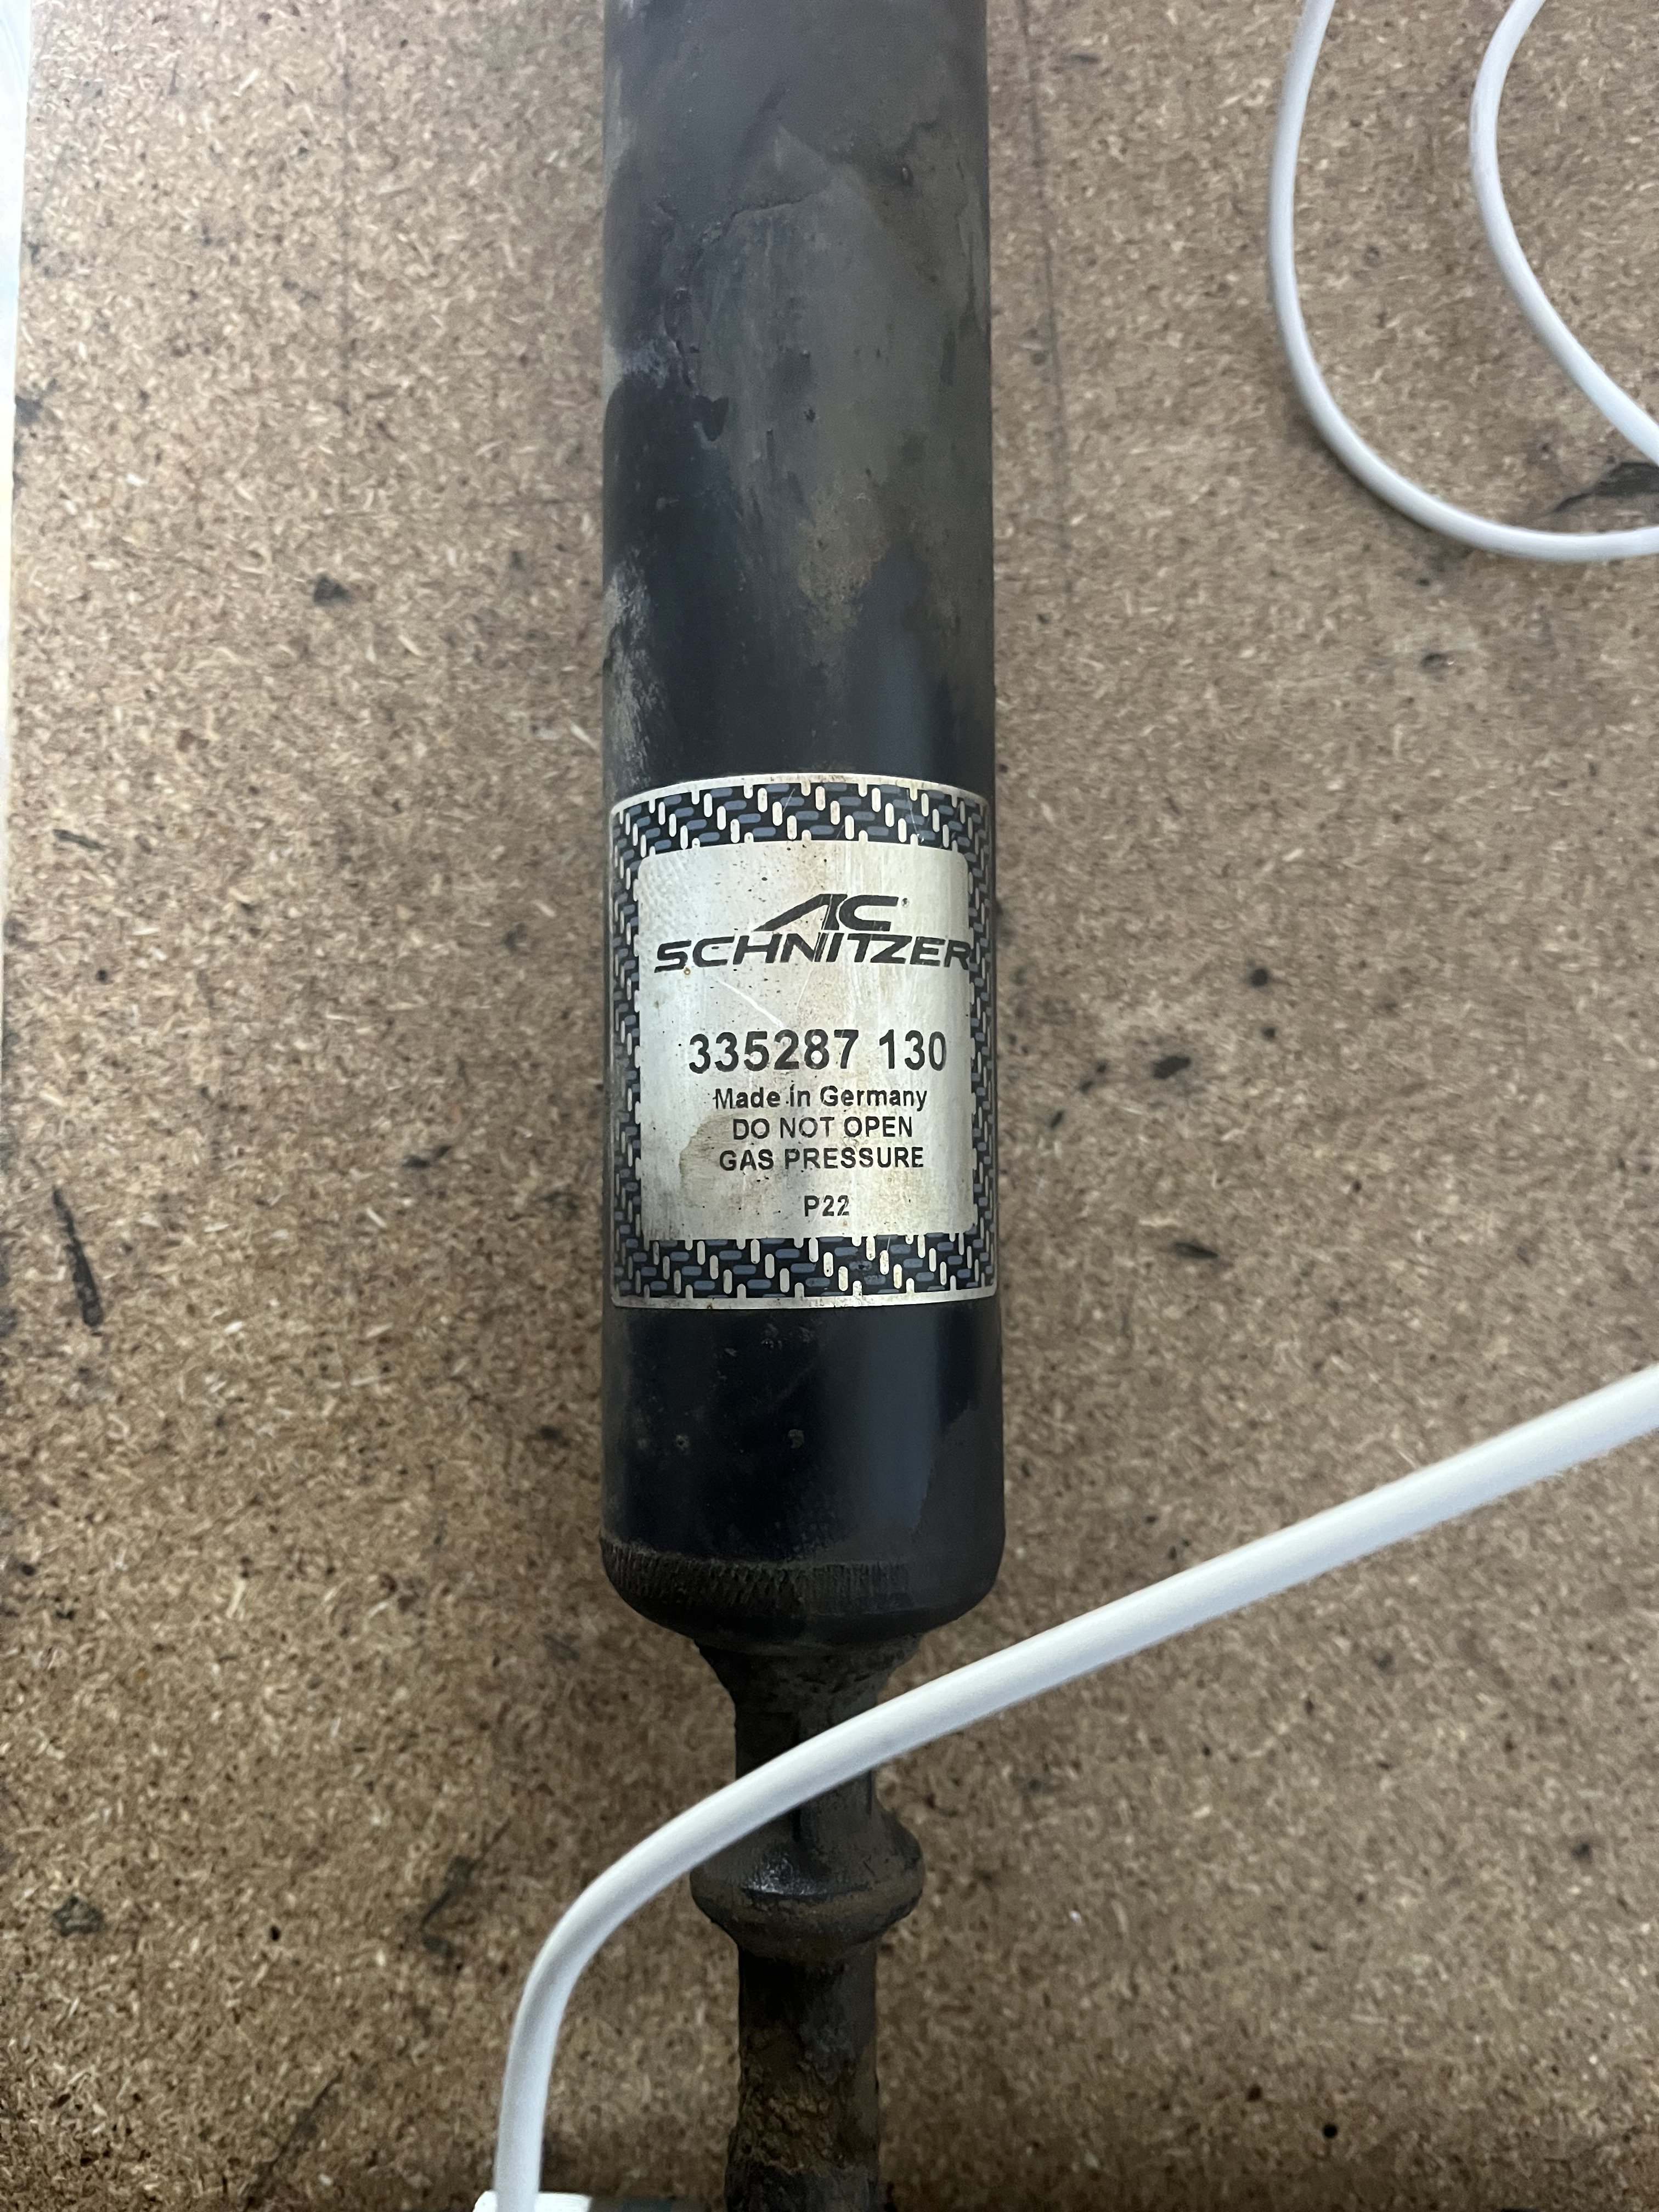 AC
SCHNITZER
335287 130
Made in Germany
DO NOT OPEN
GAS PRESSURE
P22